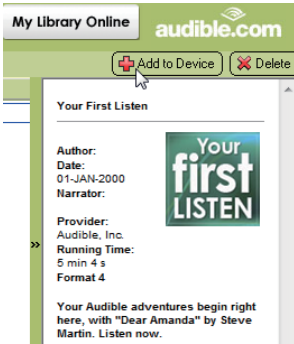 My Library Online
audible.com
Add to Device
Delete
Your First Listen
Author:
Date:
01-JAN-2000
Narrator:
Provider:
Audible, Inc.
Running Time:
5 min 4 s
Format 4
Your
first
LISTEN
»
Your Audible adventures begin right
here, with "Dear Amanda" by Steve
Martin. Listen now.